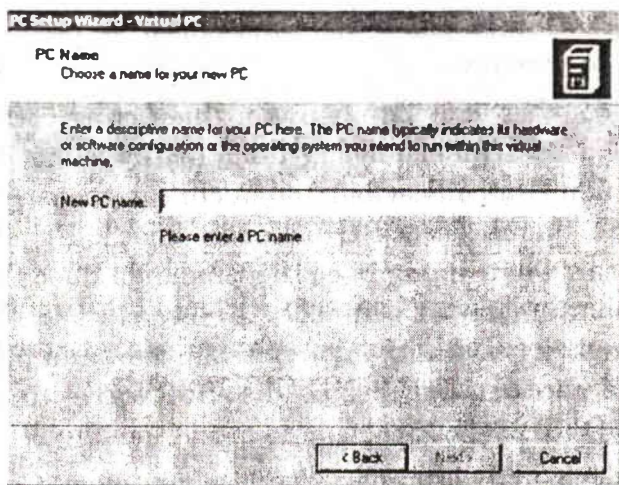 PC Setup Wizard - Virtual PC
PC Name
Choose a name for your new PC
Enter a descriptive name for your PC here. The PC name typically indicates its hardware
or software configuration or the operating system you intend to run within this virtual
machine.
New PC name:
Please enter a PC name
< Back
Next >
Cancel